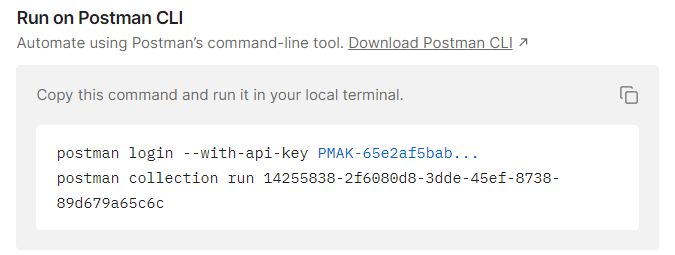 Run on Postman CLI
Automate using Postman's command-line tool. Download Postman CLI ↗
Copy this command and run it in your local terminal.
postman login --with-api-key PMAK-65e2af5bab...
postman collection run 14255838-2f6080d8-3dde-45ef-8738-
89d679a65c6c